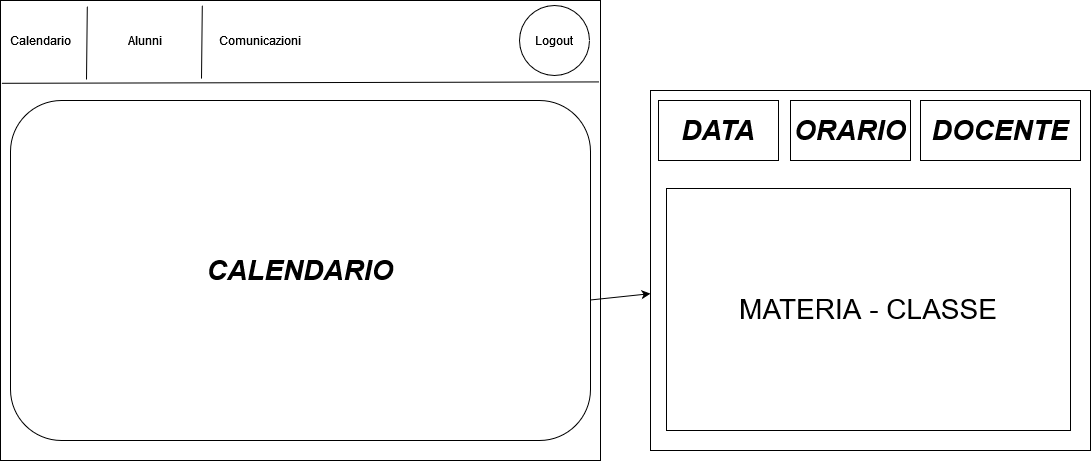 Calendario
Alunni
Comunicazioni
Logout
CALENDARIO
DATA
ORARIO
DOCENTE
MATERIA - CLASSE